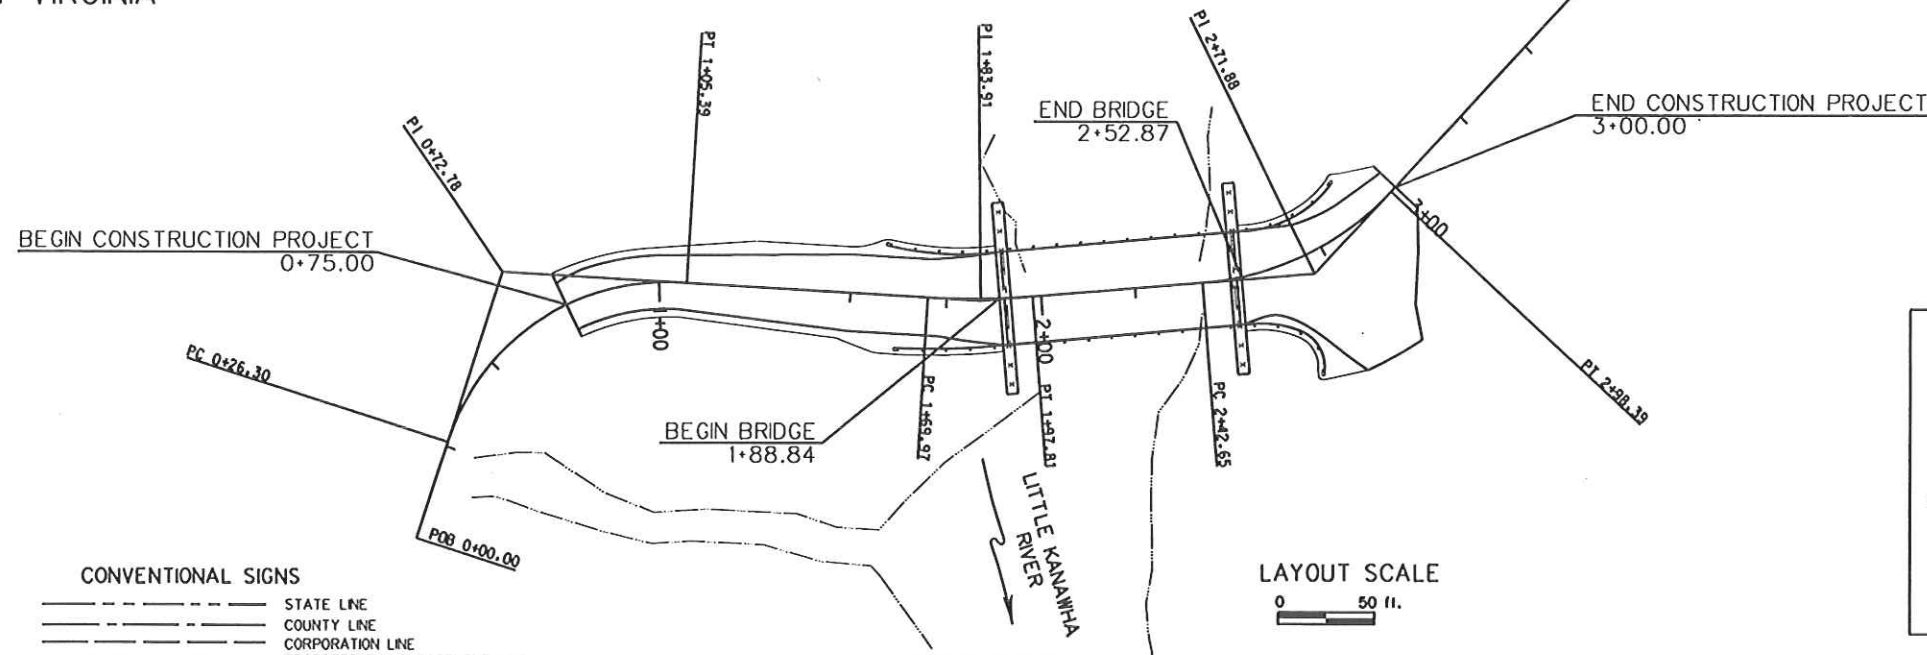 VIRGINIA
PT 1+05.39
PI 1+83.91
PI 2+71.88
END BRIDGE
2+52.87
END CONSTRUCTION PROJECT
3+00.00
PI 0+72.78
BEGIN CONSTRUCTION PROJECT
0+75.00
3+00
1+00
2+00
PC 0+26.30
PT 2+98.39
PC 1+69.97
PT 1+97.81
PC 2+42.65
BEGIN BRIDGE
1+88.84
LITTLE KANAWHA
RIVER
POB 0+00.00
CONVENTIONAL SIGNS
STATE LINE
COUNTY LINE
CORPORATION LINE
LAYOUT SCALE
0 50 ft.